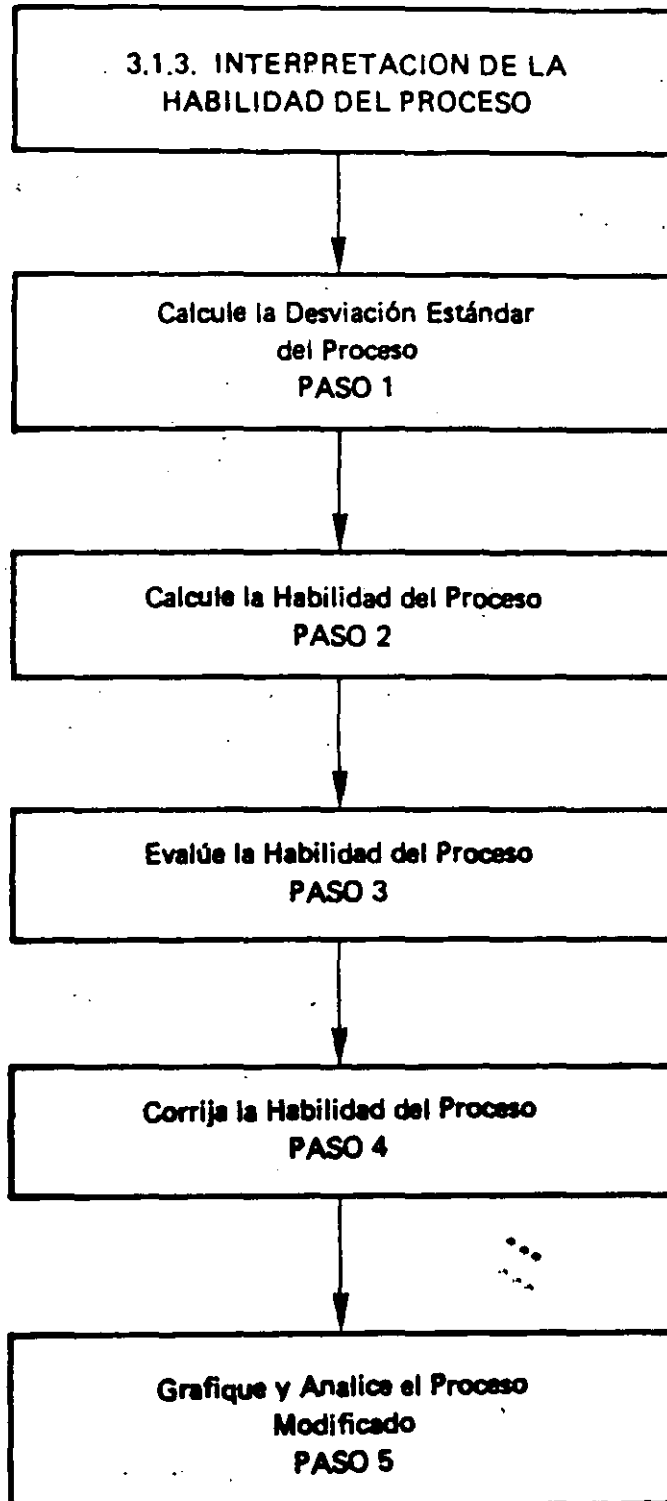 3.1.3. INTERPRETACION DE LA
HABILIDAD DEL PROCESO
Calcule la Desviación Estándar
del Proceso
PASO 1
Calcule la Habilidad del Proceso
PASO 2
Evalúe la Habilidad del Proceso
PASO 3
Corrija la Habilidad del Proceso
PASO 4
Grafique y Analice el Proceso
Modificado
PASO 5